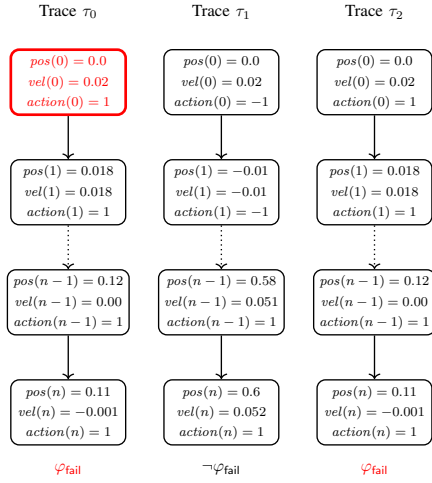 Trace τ₀
pos(0) = 0.0
vel(0) = 0.02
action(0) = 1
pos(1) = 0.018
vel(1) = 0.018
action(1) = 1
pos(n − 1) = 0.12
vel(n − 1) = 0.00
action(n − 1) = 1
pos(n) = 0.11
vel(n) = −0.001
action(n) = 1
φfail
Trace τ₁
pos(0) = 0.0
vel(0) = 0.02
action(0) = −1
pos(1) = −0.01
vel(1) = −0.01
action(1) = −1
pos(n − 1) = 0.58
vel(n − 1) = 0.051
action(n − 1) = 1
pos(n) = 0.6
vel(n) = 0.052
action(n) = 1
¬φfail
Trace τ₂
pos(0) = 0.0
vel(0) = 0.02
action(0) = 1
pos(1) = 0.018
vel(1) = 0.018
action(1) = 1
pos(n − 1) = 0.12
vel(n − 1) = 0.00
action(n − 1) = 1
pos(n) = 0.11
vel(n) = −0.001
action(n) = 1
φfail